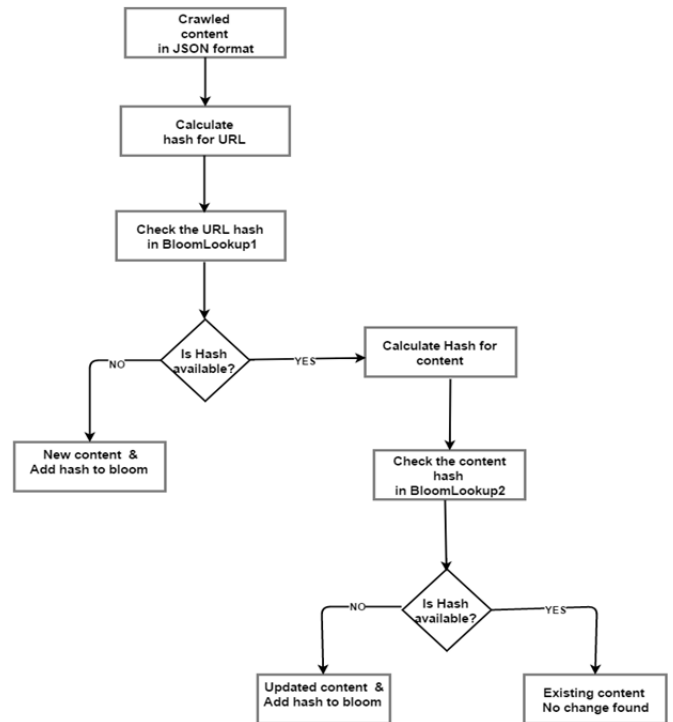 Crawled
content
in JSON format
Calculate
hash for URL
Check the URL hash
in BloomLookup1
Is Hash
available?
NO
YES
Calculate Hash for
content
New content &
Add hash to bloom
Check the content
hash
in BloomLookup2
Is Hash
available?
NO
YES
Updated content &
Add hash to bloom
Existing content
No change found